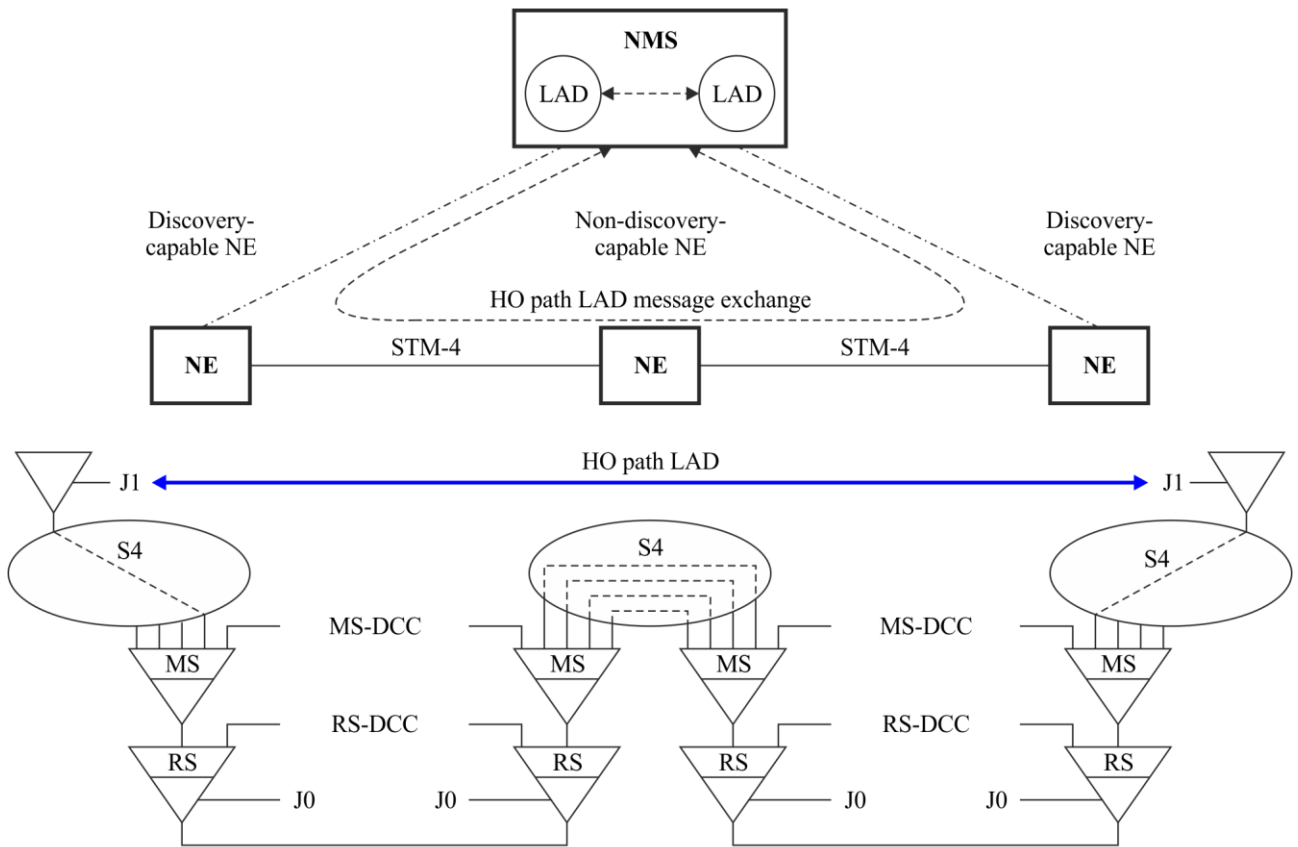 NMS
LAD LAD
Discovery-
capable NE
Non-discovery-
capable NE
Discovery-
capable NE
HO path LAD message exchange
NE STM-4 NE STM-4 NE
HO path LAD
J1 J1
S4 S4 S4
MS-DCC MS-DCC
MS MS MS MS
RS-DCC RS-DCC
RS RS RS RS
J0 J0 J0 J0